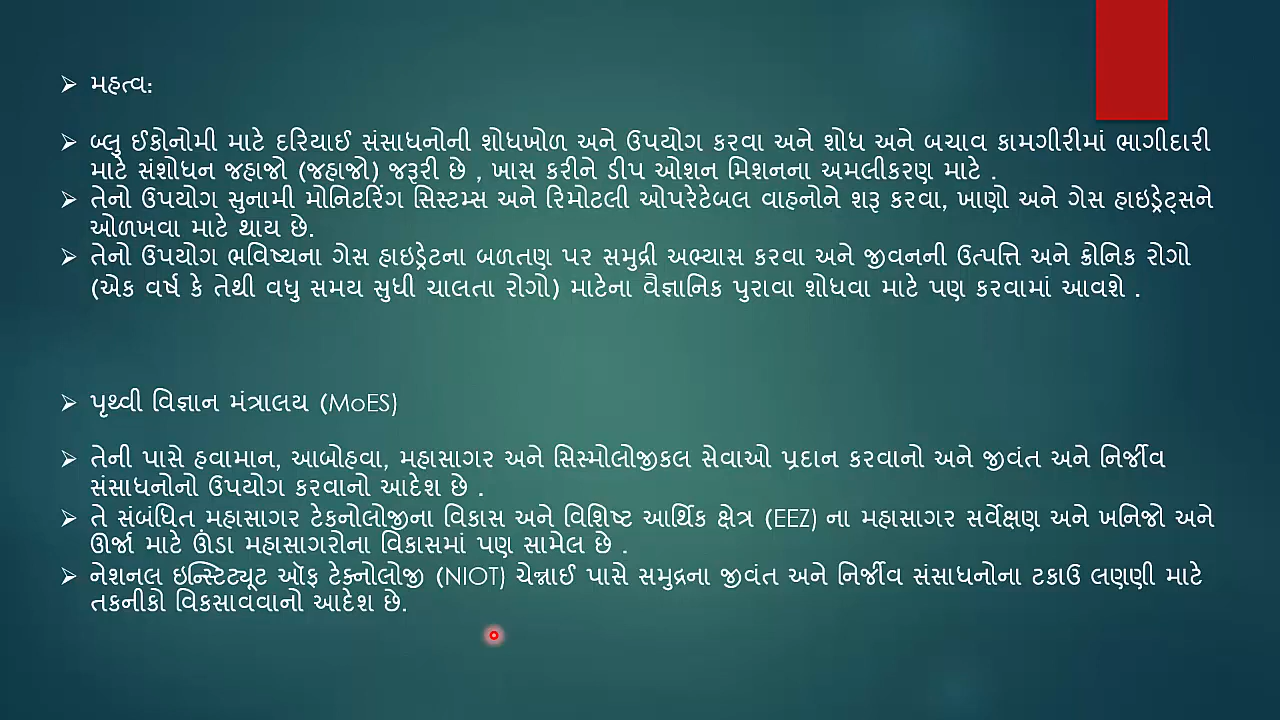 ➢ મહત્વ:
➢ બ્લુ ઈકોનોમી માટે દરિયાઈ સંસાધનોની શોધખોળ અને ઉપયોગ કરવા અને શોધ અને બચાવ કામગીરીમાં ભાગીદારી
માટે સંશોધન જહાજો (જહાજો) જરૂરી છે , ખાસ કરીને ડીપ ઓશન મિશનના અમલીકરણ માટે .
➢ તેનો ઉપયોગ સુનામી મોનિટરિંગ સિસ્ટમ્સ અને રિમોટલી ઓપરેટેબલ વાહનોને શરૂ કરવા, ખાણો અને ગેસ હાઇડ્રેટ્સને
ઓળખવા માટે થાય છે.
➢ તેનો ઉપયોગ ભવિષ્યના ગેસ હાઇડ્રેટના બળતણ પર સમુદ્રી અભ્યાસ કરવા અને જીવનની ઉત્પત્તિ અને ક્રોનિક રોગો
(એક વર્ષ કે તેથી વધુ સમય સુધી ચાલતા રોગો) માટેના વૈજ્ઞાનિક પુરાવા શોધવા માટે પણ કરવામાં આવશે .
➢ પૃથ્વી વિજ્ઞાન મંત્રાલય (MoES)
➢ તેની પાસે હવામાન, આબોહવા, મહાસાગર અને સિસ્મોલોજીકલ સેવાઓ પ્રદાન કરવાનો અને જીવંત અને નિર્જીવ
સંસાધનોનો ઉપયોગ કરવાનો આદેશ છે .
➢ તે સંબંધિત મહાસાગર ટેકનોલોજીના વિકાસ અને વિશિષ્ટ આર્થિક ક્ષેત્ર (EEZ) ના મહાસાગર સર્વેક્ષણ અને ખનિજો અને
ઊર્જા માટે ઊંડા મહાસાગરોના વિકાસમાં પણ સામેલ છે .
➢ નેશનલ ઇન્સ્ટિટ્યૂટ ઑફ ટેક્નોલોજી (NIOT) ચેન્નાઈ પાસે સમુદ્રના જીવંત અને નિર્જીવ સંસાધનોના ટકાઉ લણણી માટે
તકનીકો વિકસાવવાનો આદેશ છે.